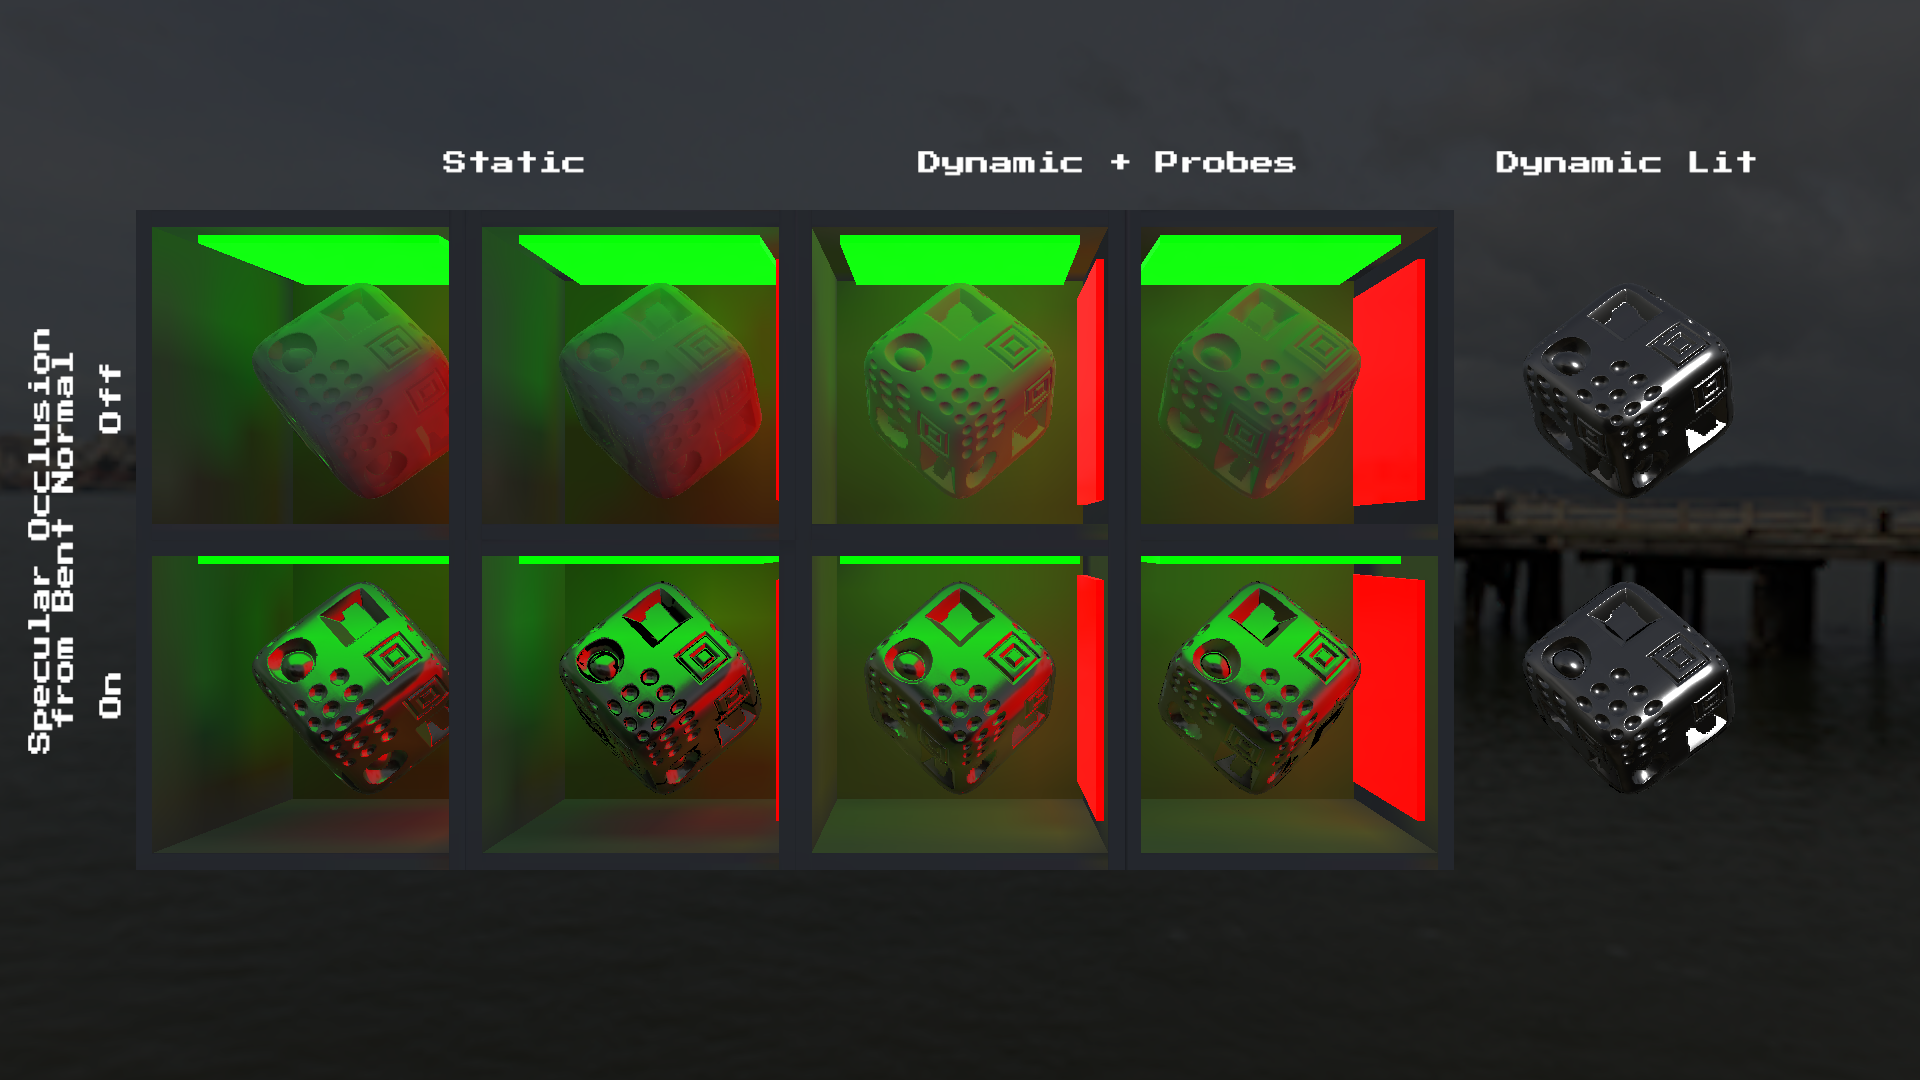 Static
Dynamic + Probes
Dynamic Lit
Specular Occlusion
from Bent Normal
Off
On